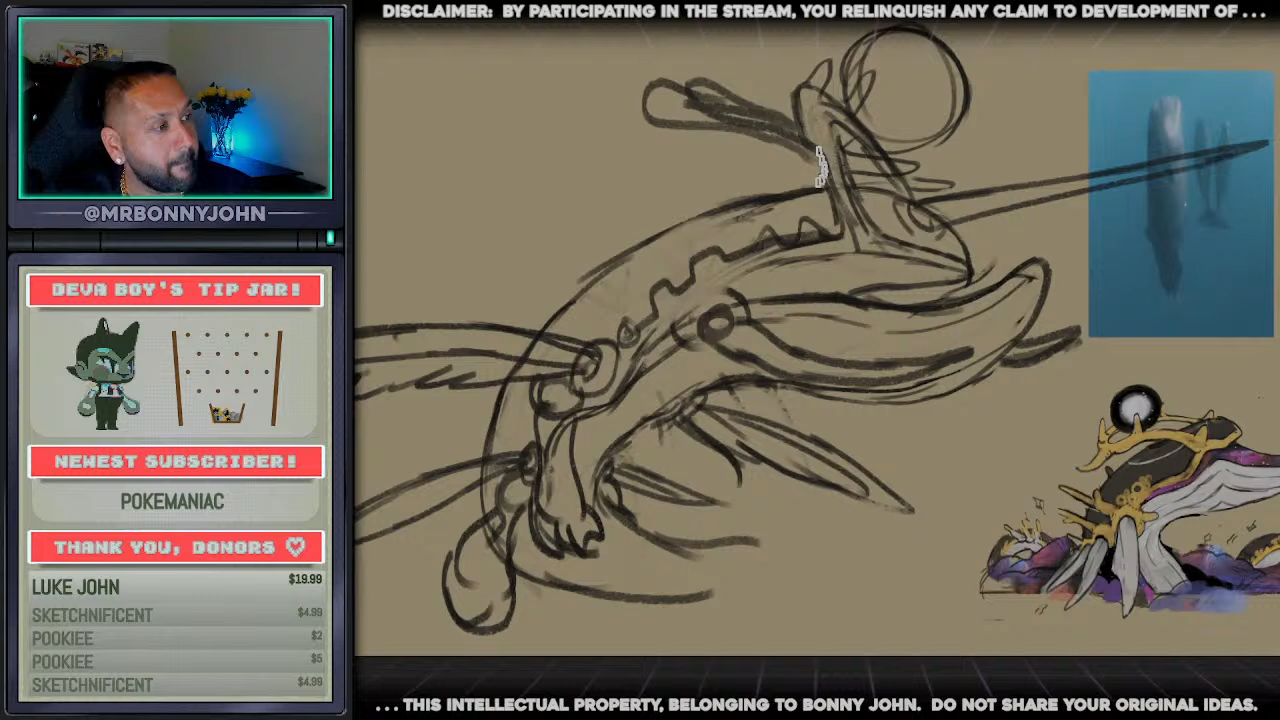 DISCLAIMER: BY PARTICIPATING IN THE STREAM, YOU RELINQUISH ANY CLAIM TO DEVELOPMENT OF . . .
@MRBONNYJOHN
DEVA BOY'S TIP JAR!
NEWEST SUBSCRIBER!
POKEMANIAC
THANK YOU, DONORS
LUKE JOHN $19.99
SKETCHNIFICENT $4.99
POOKIEE $2
POOKIEE $5
SKETCHNIFICENT $4.99
. . . THIS INTELLECTUAL PROPERTY, BELONGING TO BONNY JOHN. DO NOT SHARE YOUR ORIGINAL IDEAS.